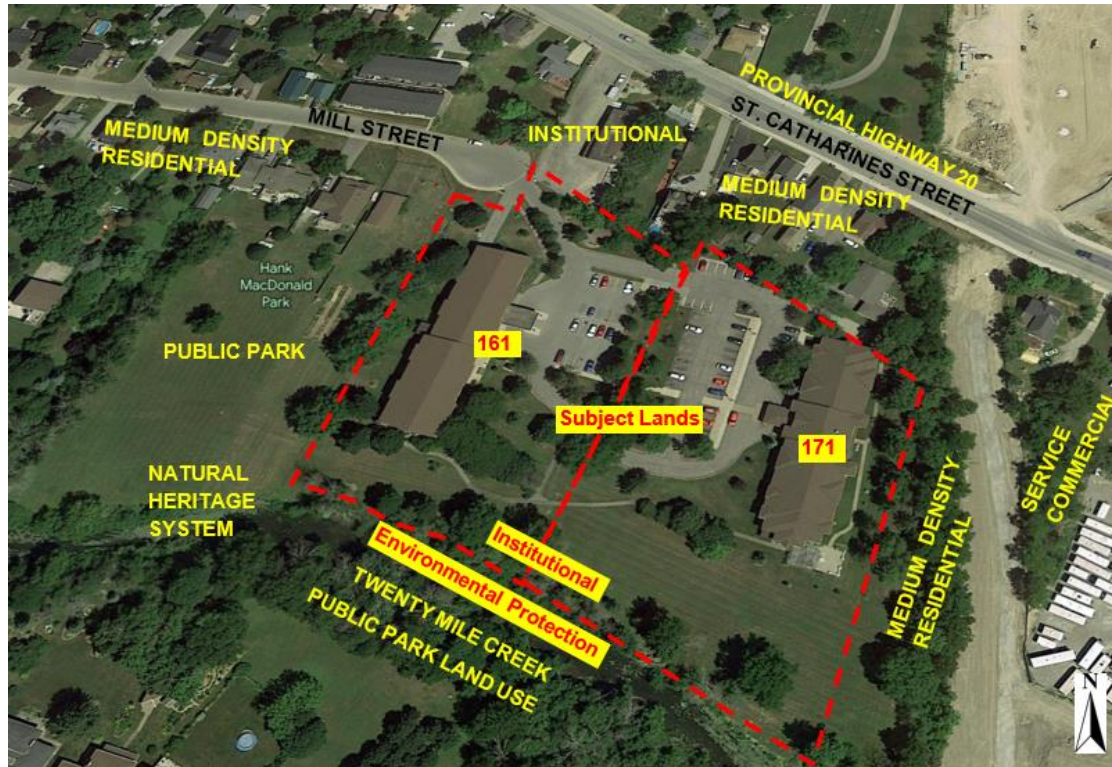 PROVINCIAL HIGHWAY 20
ST. CATHARINES STREET
MILL STREET
INSTITUTIONAL
MEDIUM DENSITY
RESIDENTIAL
MEDIUM DENSITY
RESIDENTIAL
Hank
MacDonald
Park
PUBLIC PARK
161
Subject Lands
171
SERVICE
COMMERCIAL
MEDIUM DENSITY
RESIDENTIAL
NATURAL
HERITAGE
SYSTEM
Institutional
Environmental Protection
TWENTY MILE CREEK
PUBLIC PARK LAND USE
N